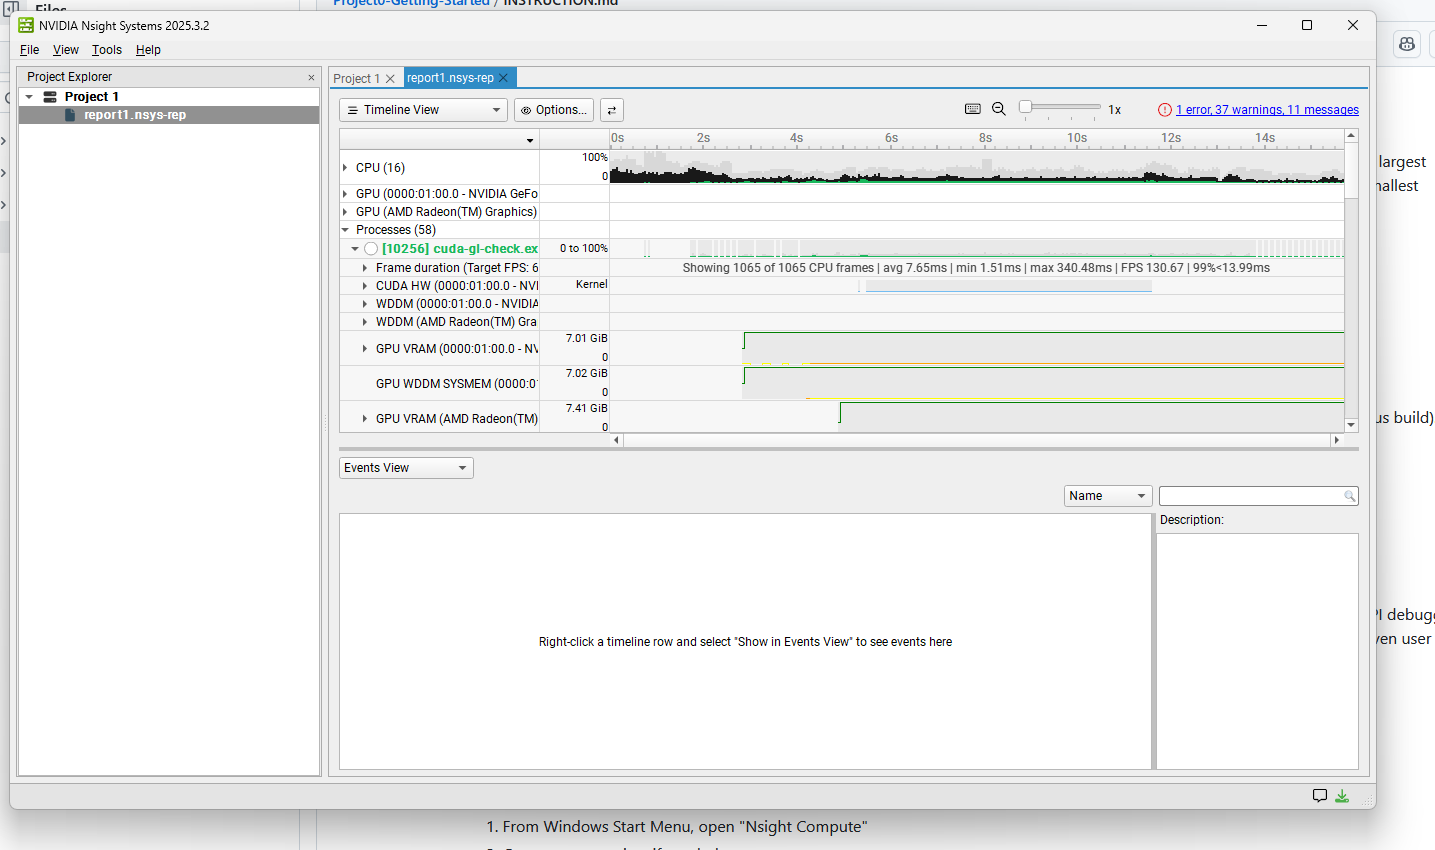 Files
Project0-Getting-Started / INSTRUCTION.md
NVIDIA Nsight Systems 2025.3.2
File View Tools Help
Project Explorer
Project 1
report1.nsys-rep
Project 1 report1.nsys-rep
Timeline View Options... 1x 1 error, 37 warnings, 11 messages
0s 2s 4s 6s 8s 10s 12s 14s
CPU (16) 100% 0
GPU (0000:01:00.0 - NVIDIA GeFo
GPU (AMD Radeon(TM) Graphics)
Processes (58)
[10256] cuda-gl-check.ex 0 to 100%
Frame duration (Target FPS: 6 Showing 1065 of 1065 CPU frames | avg 7.65ms | min 1.51ms | max 340.48ms | FPS 130.67 | 99%<13.99ms
CUDA HW (0000:01:00.0 - NVI Kernel
WDDM (0000:01:00.0 - NVIDIA
WDDM (AMD Radeon(TM) Gra
GPU VRAM (0000:01:00.0 - NV 7.01 GiB 0
GPU WDDM SYSMEM (0000:0 7.02 GiB 0
GPU VRAM (AMD Radeon(TM) 7.41 GiB 0
Events View
Name
Description:
Right-click a timeline row and select "Show in Events View" to see events here
largest
nallest
us build)
PI debug
ven user
1. From Windows Start Menu, open "Nsight Compute"